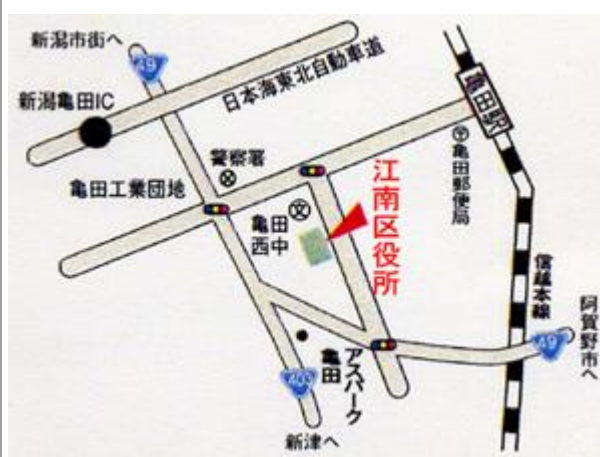 新潟市街へ
49
日本海東北自動車道
新潟亀田IC
亀田駅
警察署
〒亀田郵便局
亀田工業団地
文
亀田
西中
江南区役所
信越本線
阿賀野市へ
49
亀田
アスパーク
403
新津へ